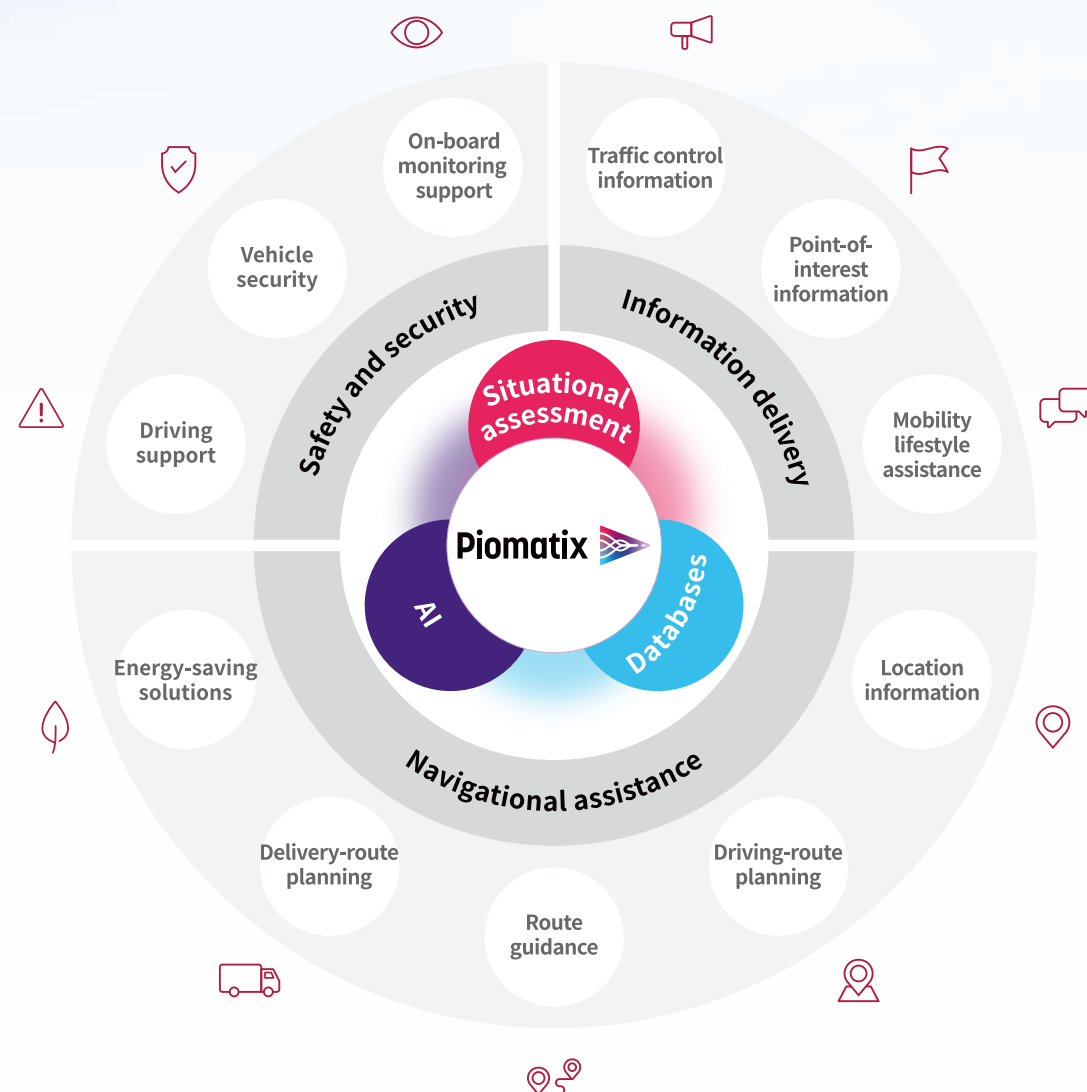 On-board
monitoring
support
Traffic control
information
Vehicle
security
Point-of-
interest
information
Safety and security
Information delivery
Driving
support
Situational
assessment
Mobility
lifestyle
assistance
Piomatix
AI
Databases
Energy-saving
solutions
Location
information
Navigational assistance
Delivery-route
planning
Driving-route
planning
Route
guidance